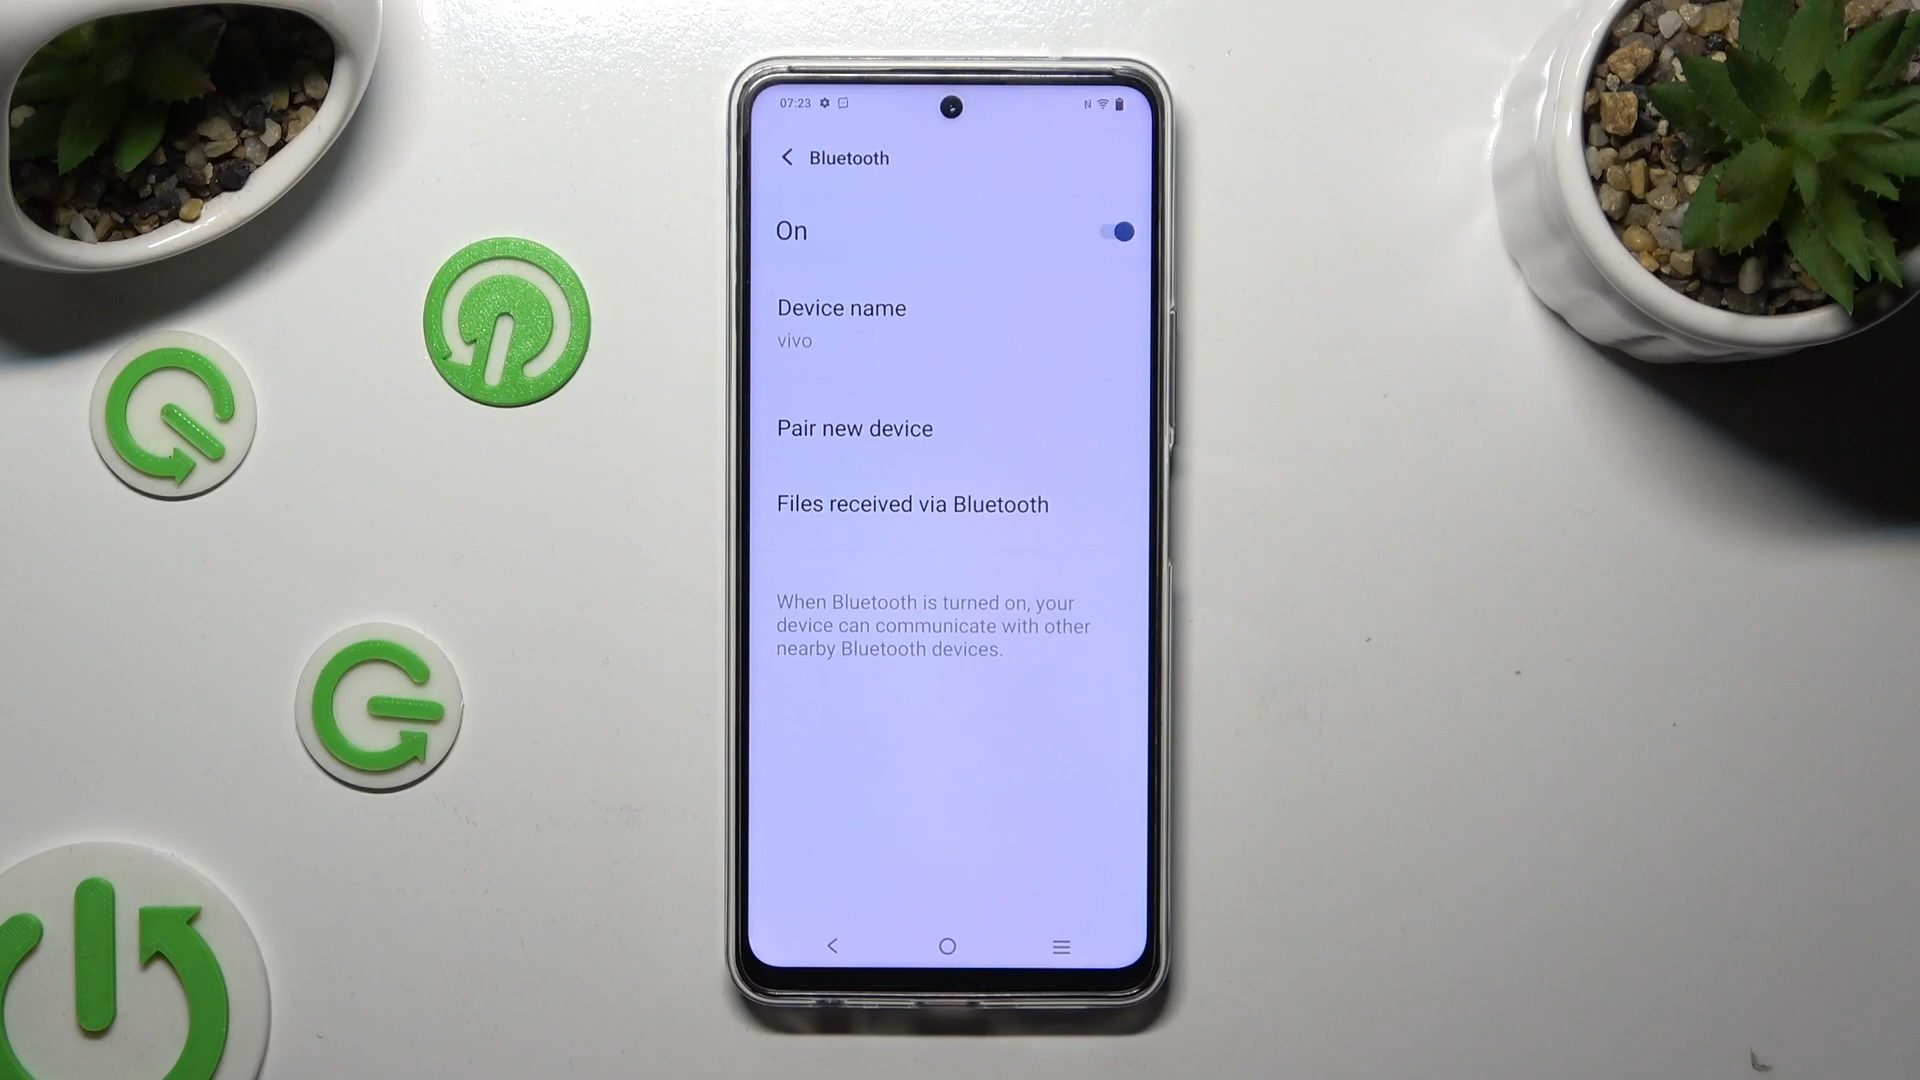 07:23
N
Bluetooth
On
Device name
vivo
Pair new device
Files received via Bluetooth
When Bluetooth is turned on, your
device can communicate with other
nearby Bluetooth devices.